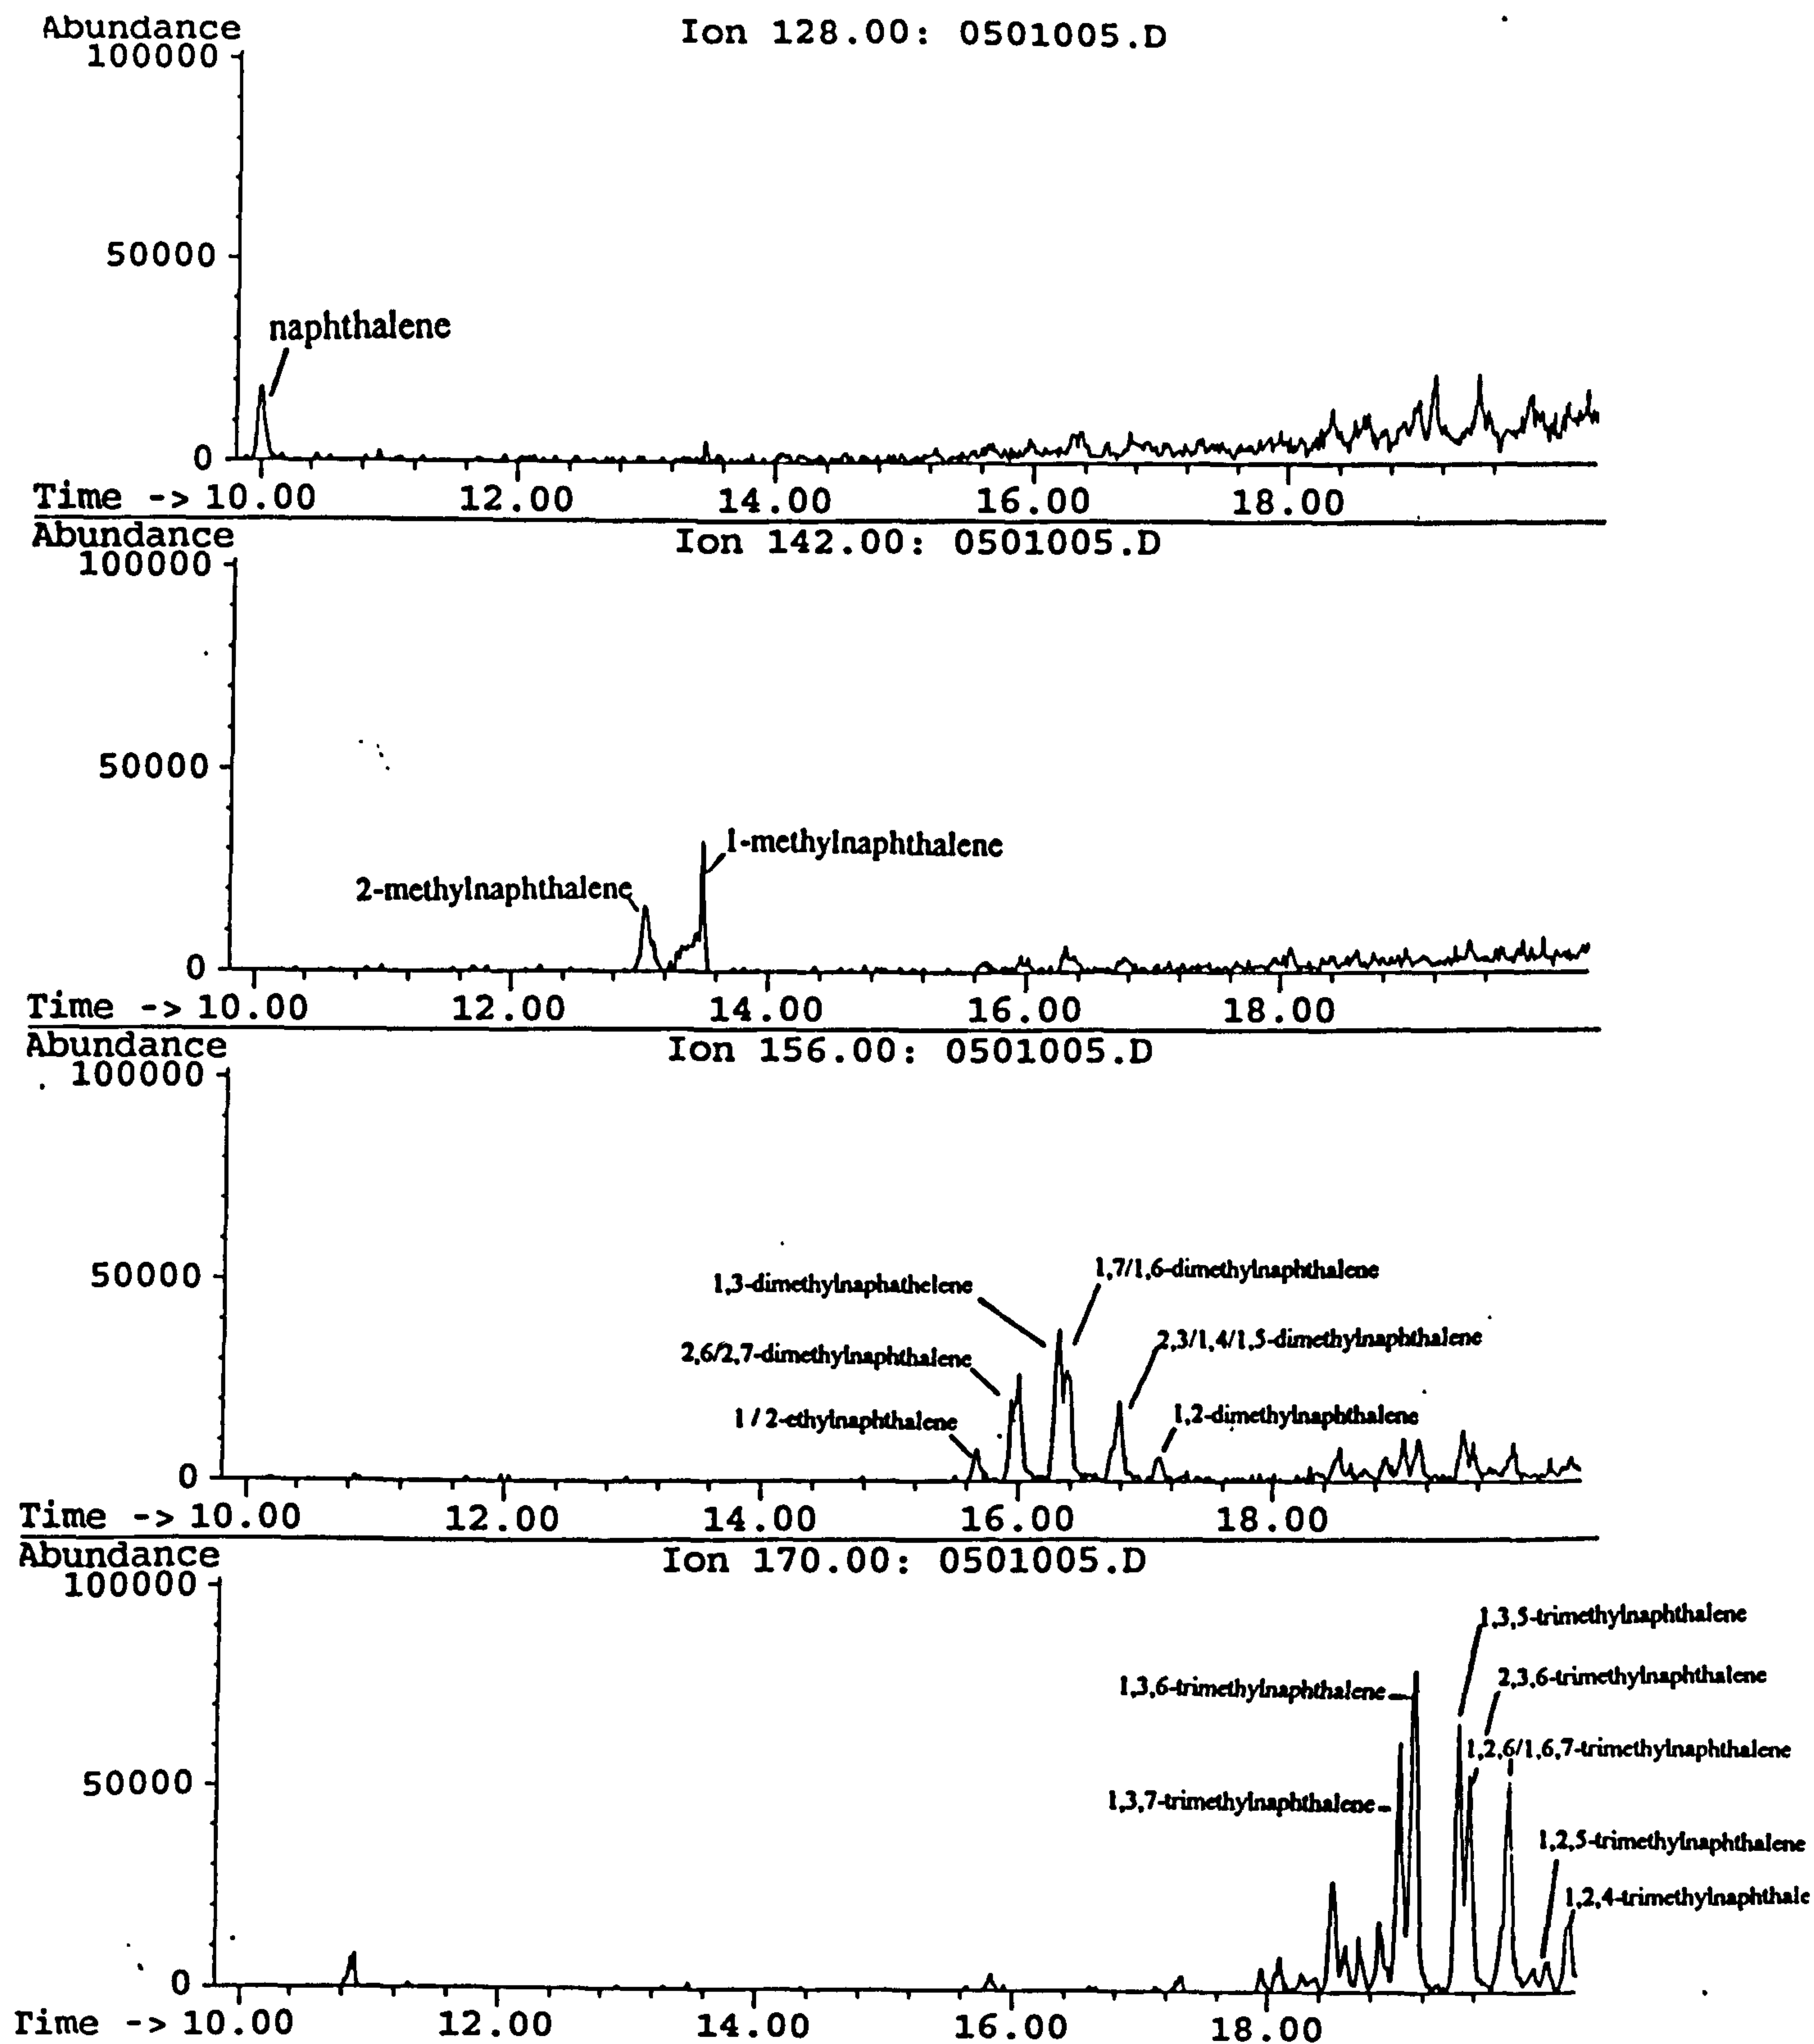 Abundance
Ion 128.00: 0501005.D
100000
50000
naphthalene
0
Time -> 10.00 12.00 14.00 16.00 18.00
Abundance
Ion 142.00: 0501005.D
100000
50000
1-methylnaphthalene
2-methylnaphthalene
0
Time -> 10.00 12.00 14.00 16.00 18.00
Abundance
Ion 156.00: 0501005.D
100000
50000
1,7/1,6-dimethylnaphthalene
1,3-dimethylnaphathelene
2,3/1,4/1,5-dimethylnaphthalene
2,6/2,7-dimethylnaphthalene
1 / 2-ethylnaphthalene
1,2-dimethylnaphthalene
0
Time -> 10.00 12.00 14.00 16.00 18.00
Abundance
Ion 170.00: 0501005.D
100000
1,3,5-trimethylnaphthalene
2,3,6-trimethylnaphthalene
1,3,6-trimethylnaphthalene
1,2,6/1,6,7-trimethylnaphthalene
50000
1,3,7-trimethylnaphthalene
1,2,5-trimethylnaphthalene
1,2,4-trimethylnaphthale
0
Time -> 10.00 12.00 14.00 16.00 18.00